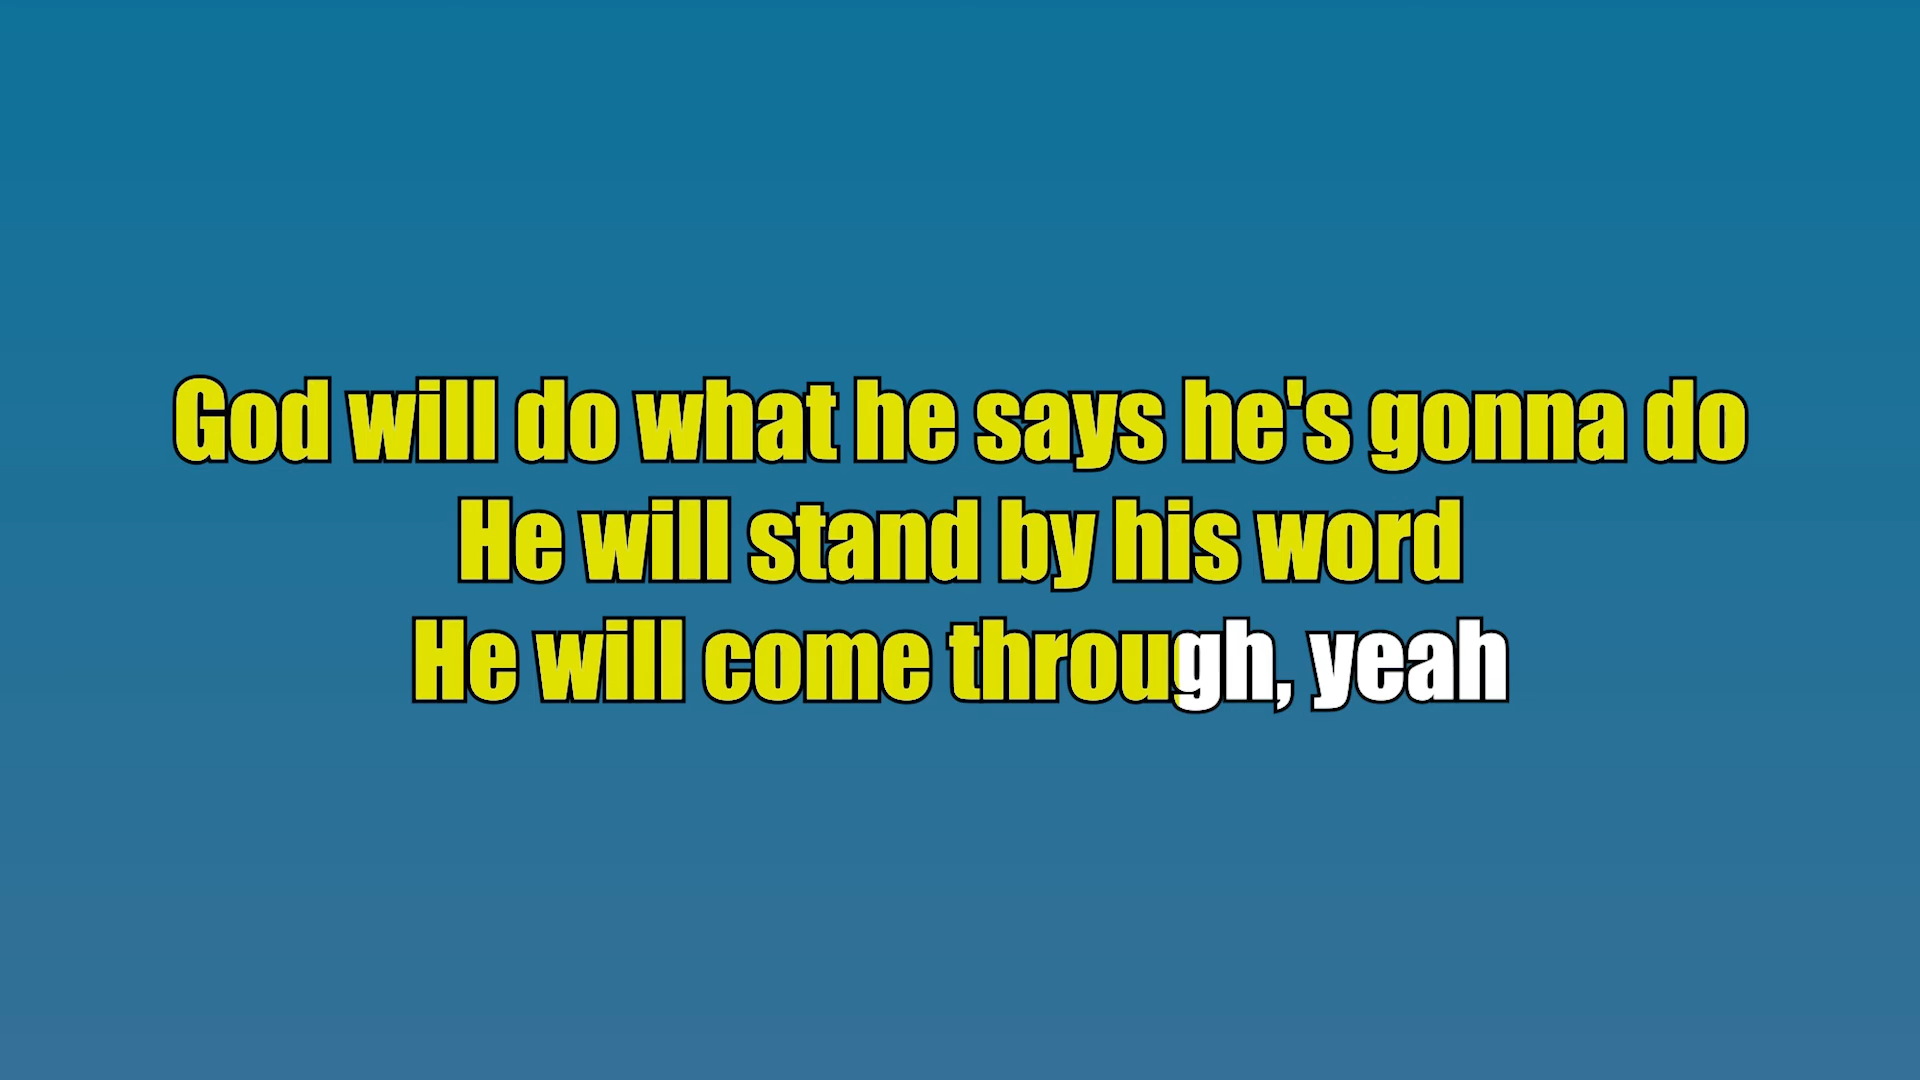 God will do what he says he's gonna do
He will stand by his word
He will come through, yeah